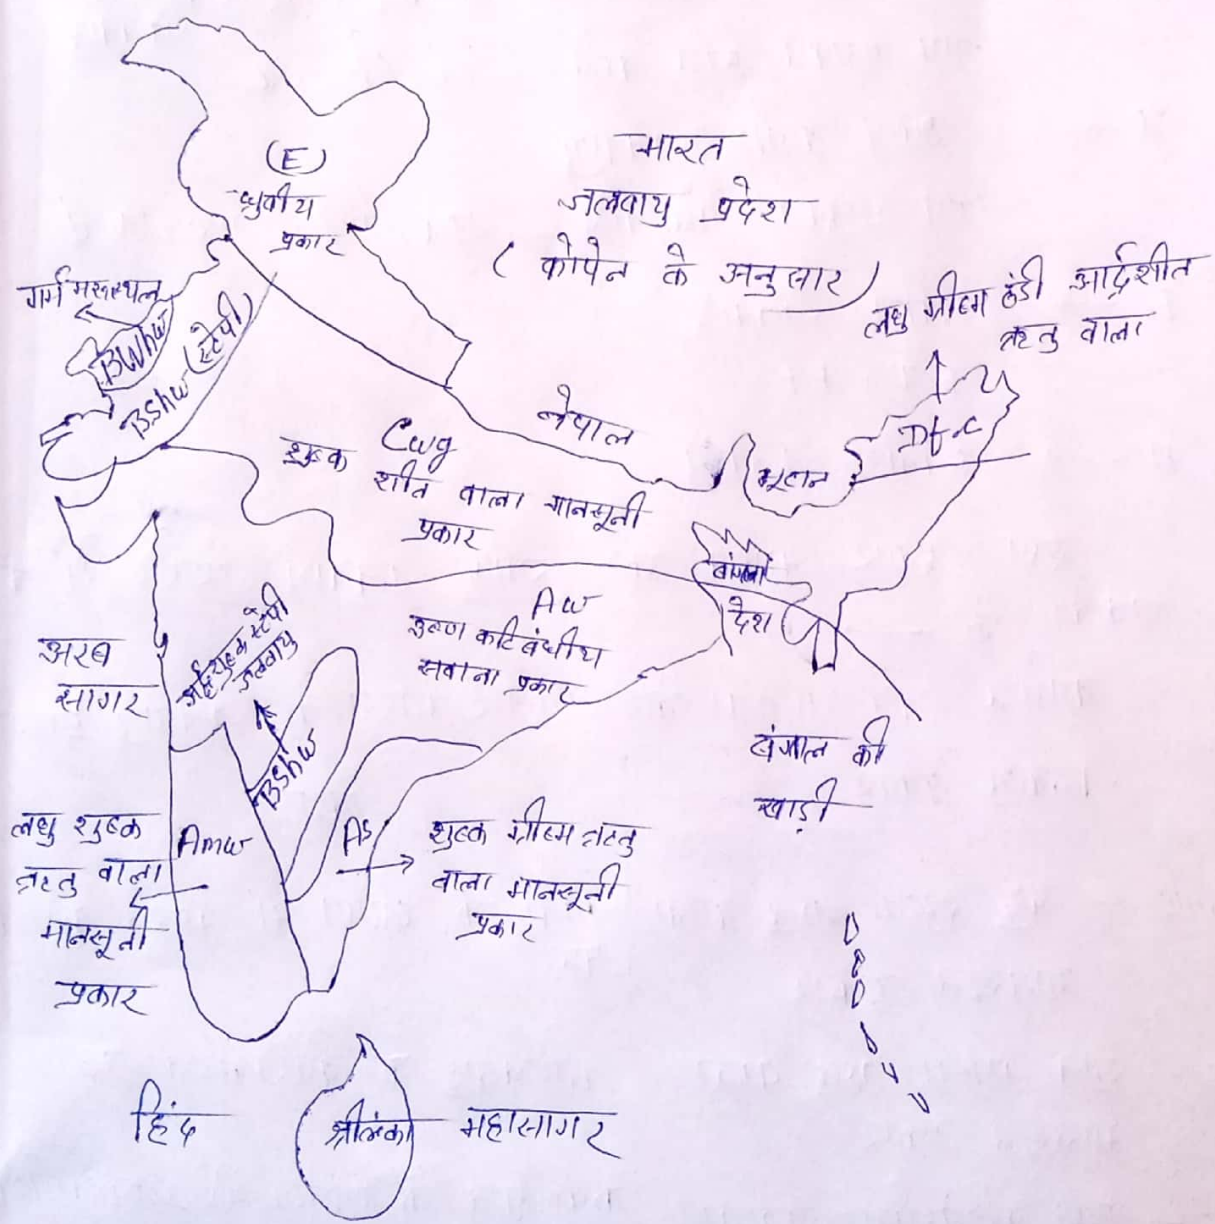 भारत
जलवायु प्रदेश
( कोपेन के अनुसार )
(E)
ध्रुवीय
प्रकार
गर्म मरूस्थल
BWhw
BShw (स्टेपी)
लघु ग्रीष्म ठंडी आर्द्रशीत
ऋतु वाला
Dfc
नेपाल
भूटान
Cwg
शुष्क
शीत वाला मानसूनी
प्रकार
बांग्ला
देश
Aw
उष्ण कटिबंधीय
सवाना प्रकार
अरब
सागर
अर्द्धशुष्क स्टेपी
जलवायु
BShw
बंगाल की
खाड़ी
लघु शुष्क
ऋतु वाला
मानसूनी
प्रकार
Amw
As
शुष्क ग्रीष्म ऋतु
वाला मानसूनी
प्रकार
हिंद
श्रीलंका
महासागर